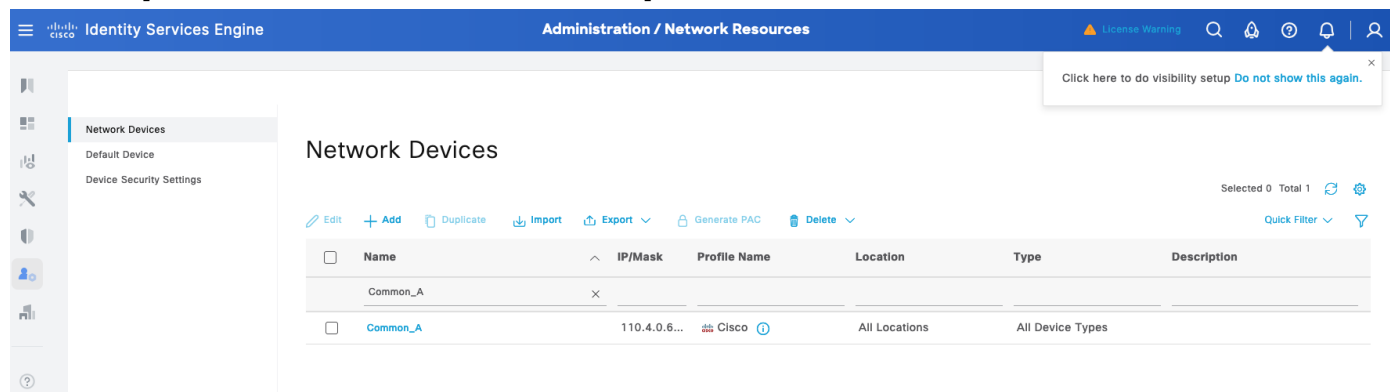 cisco Identity Services Engine Administration / Network Resources License Warning
Click here to do visibility setup Do not show this again.
Network Devices
Default Device
Device Security Settings
Network Devices
Selected 0 Total 1
Edit Add Duplicate Import Export Generate PAC Delete Quick Filter
Name IP/Mask Profile Name Location Type Description
Common_A
Common_A 110.4.0.6... Cisco All Locations All Device Types